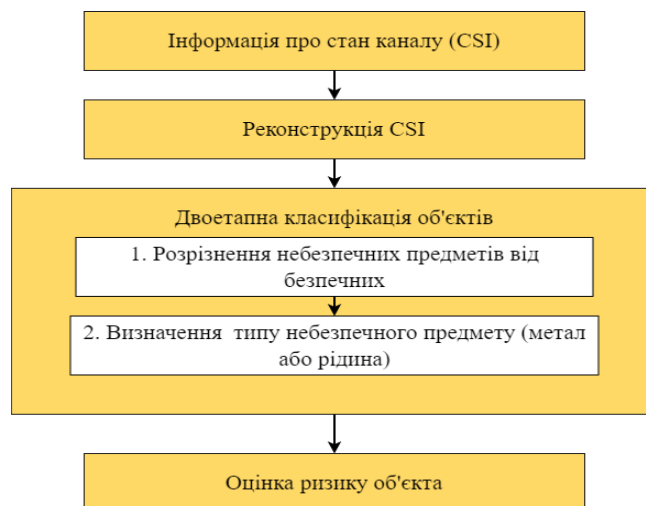 Інформація про стан каналу (CSI)
Реконструкція CSI
Двоетапна класифікація об'єктів
1. Розрізнення небезпечних предметів від
безпечних
2. Визначення типу небезпечного предмету (метал
або рідина)
Оцінка ризику об'єкта